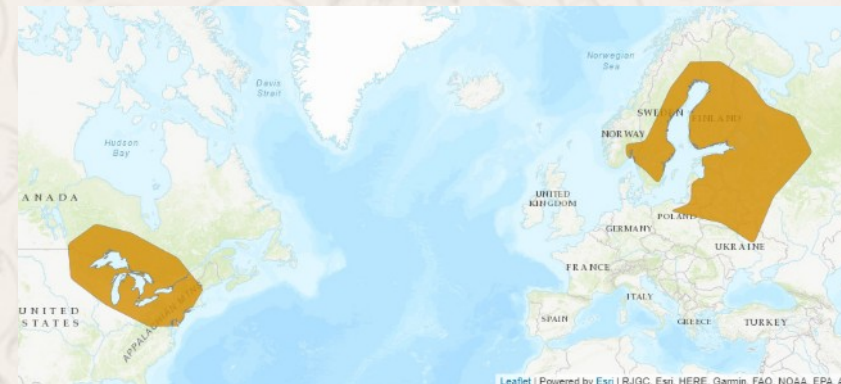 Norwegian
Sea
Davis
Strait
SWEDEN
FINLAND
NORWAY
Hudson
Bay
ANADA
UNITED
KINGDOM
POLAND
GERMANY
UKRAINE
FRANCE
UNITED
STATES
APPALACHIAN MTNS
ITALY
SPAIN
GREECE
TURKEY
Leaflet | Powered by Esri | RJGC, Esri, HERE, Garmin, FAO, NOAA, EPA, A